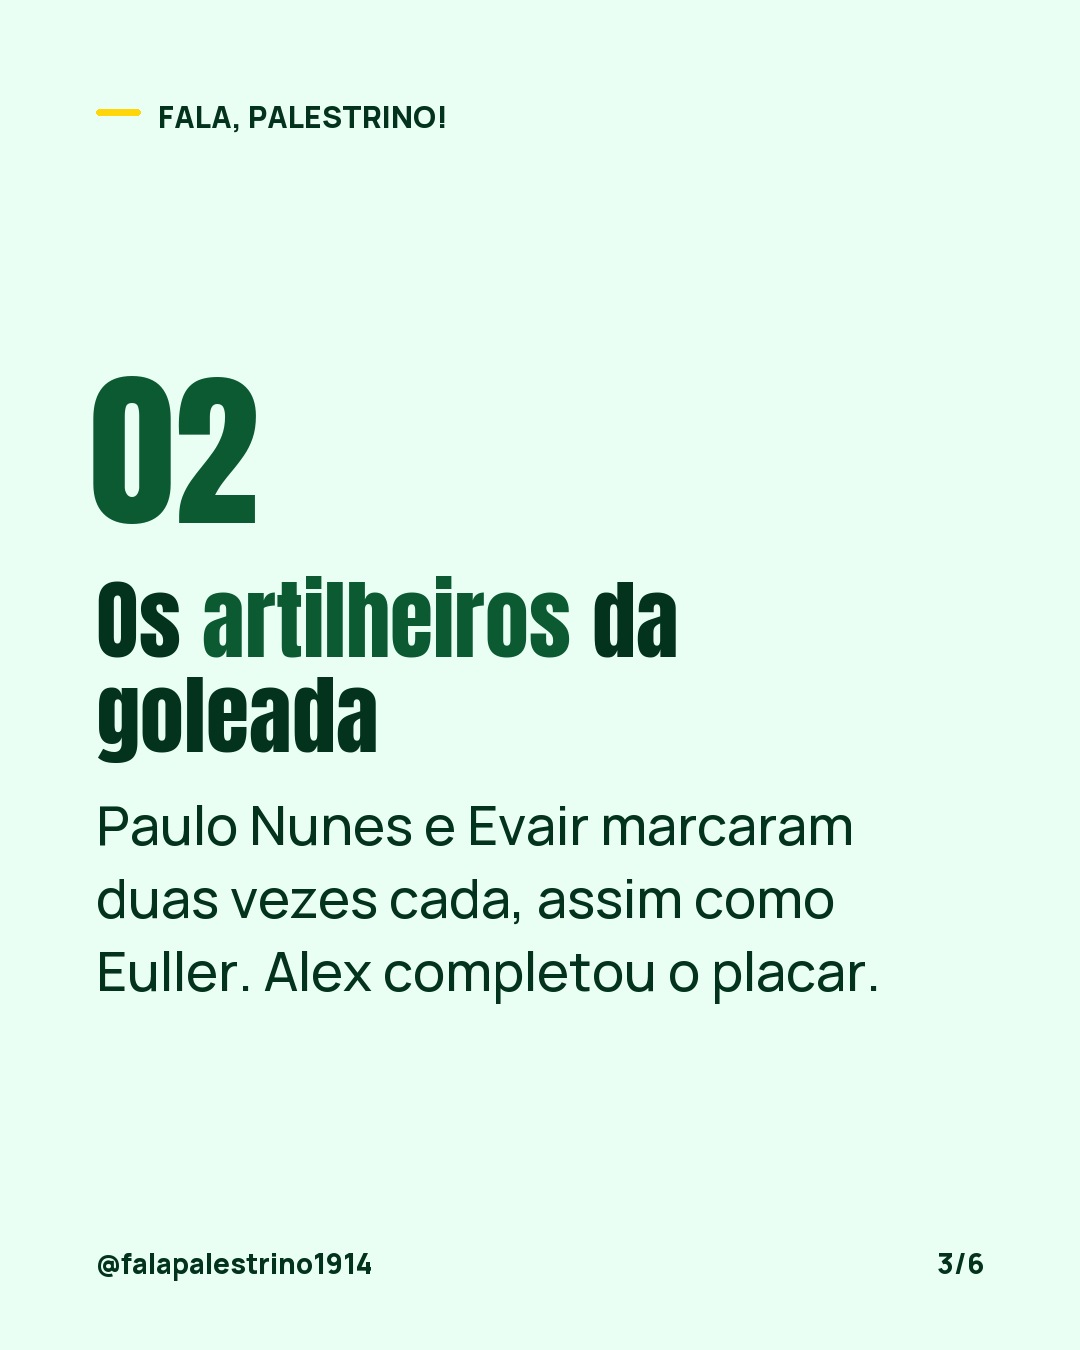 FALA, PALESTRINO!
02
Os artilheiros da
goleada
Paulo Nunes e Evair marcaram
duas vezes cada, assim como
Euller. Alex completou o placar.
@falapalestrino1914
3/6